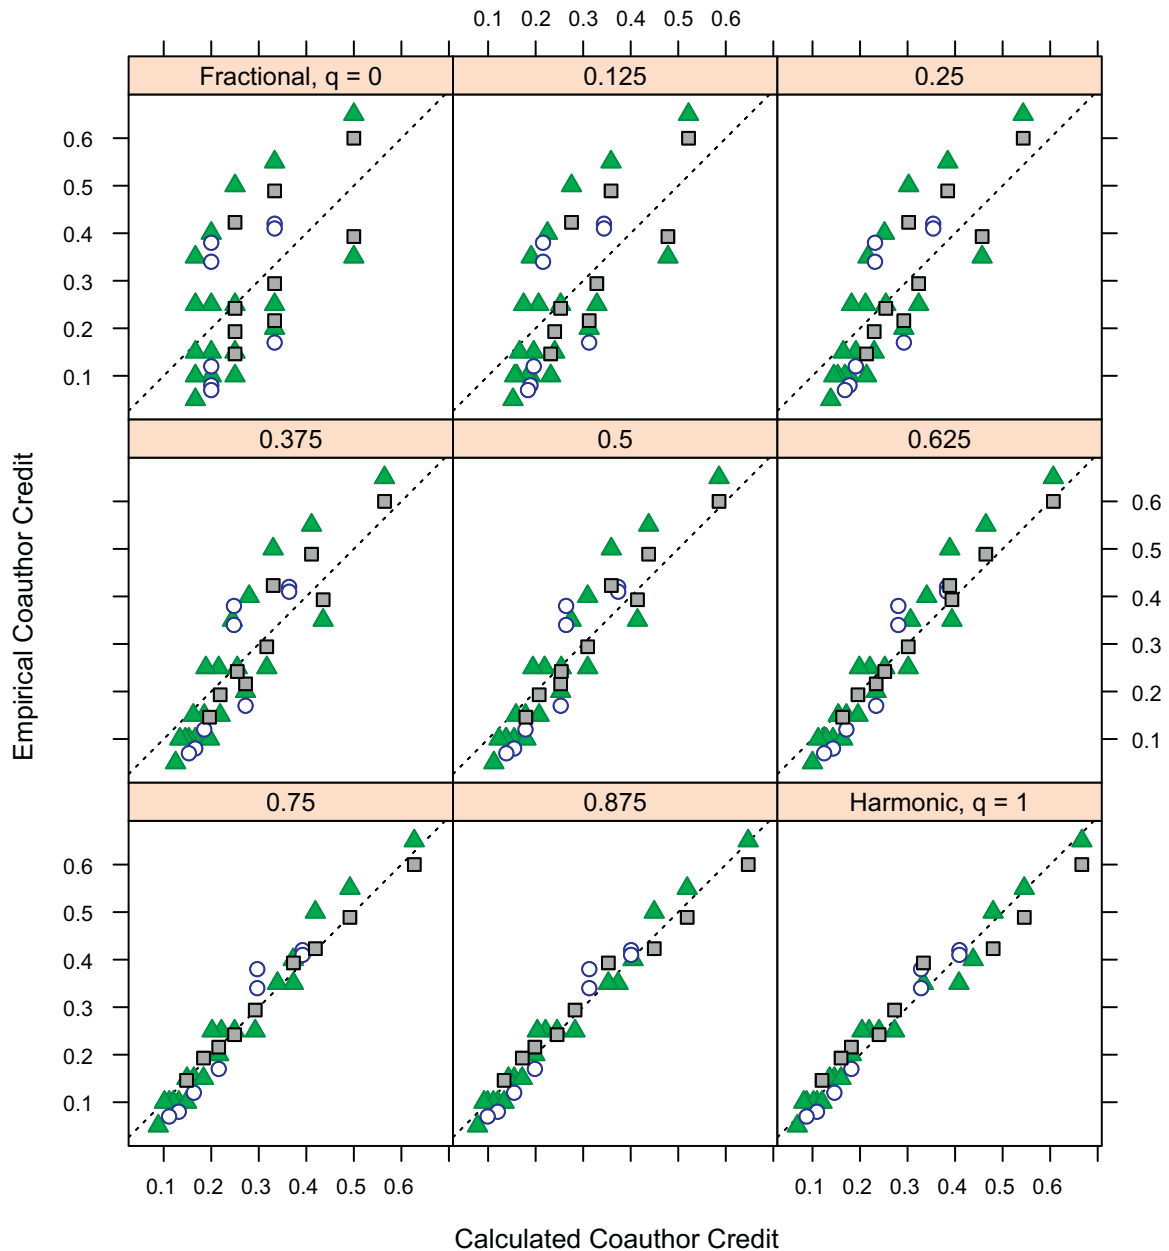 0.1 0.2 0.3 0.4 0.5 0.6
Fractional, q = 0 0.125 0.25
0.6
0.5
0.4
0.3
0.2
0.1
0.375 0.5 0.625
Empirical Coauthor Credit
0.6
0.5
0.4
0.3
0.2
0.1
0.75 0.875 Harmonic, q = 1
0.6
0.5
0.4
0.3
0.2
0.1
0.1 0.2 0.3 0.4 0.5 0.6 0.1 0.2 0.3 0.4 0.5 0.6
Calculated Coauthor Credit